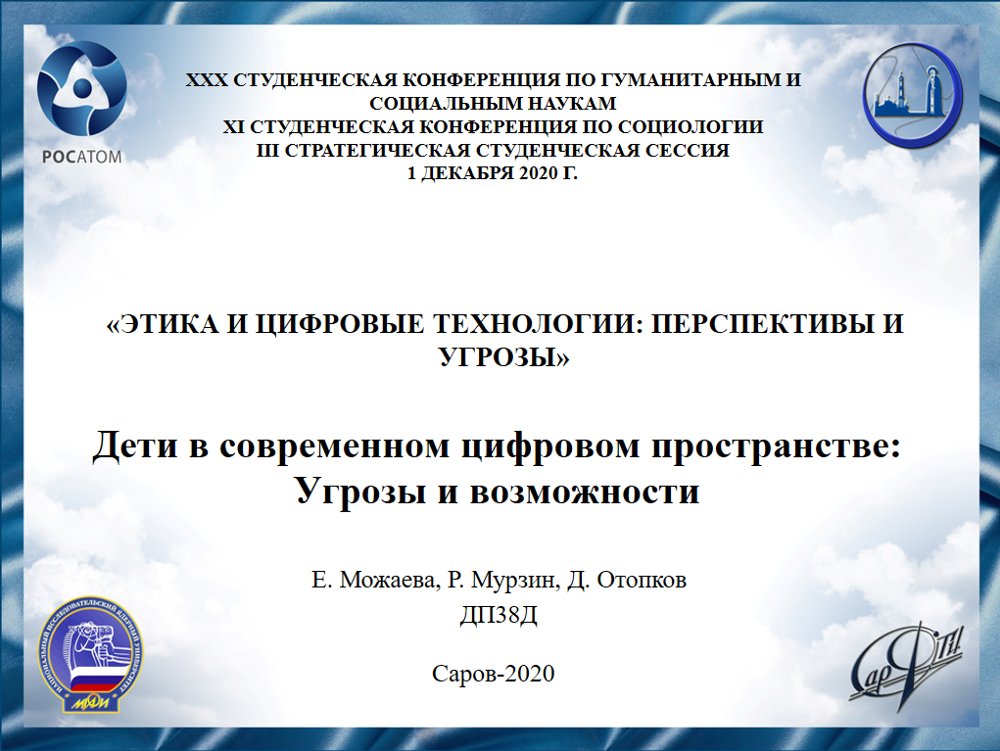 РОСАТОМ
XXX СТУДЕНЧЕСКАЯ КОНФЕРЕНЦИЯ ПО ГУМАНИТАРНЫМ И
СОЦИАЛЬНЫМ НАУКАМ
XI СТУДЕНЧЕСКАЯ КОНФЕРЕНЦИЯ ПО СОЦИОЛОГИИ
III СТРАТЕГИЧЕСКАЯ СТУДЕНЧЕСКАЯ СЕССИЯ
1 ДЕКАБРЯ 2020 Г.
«ЭТИКА И ЦИФРОВЫЕ ТЕХНОЛОГИИ: ПЕРСПЕКТИВЫ И
УГРОЗЫ»
Дети в современном цифровом пространстве:
Угрозы и возможности
Е. Можаева, Р. Мурзин, Д. Отопков
ДП38Д
Саров-2020
НАЦИОНАЛЬНЫЙ ИССЛЕДОВАТЕЛЬСКИЙ ЯДЕРНЫЙ УНИВЕРСИТЕТ
МИФИ
СарФТИ